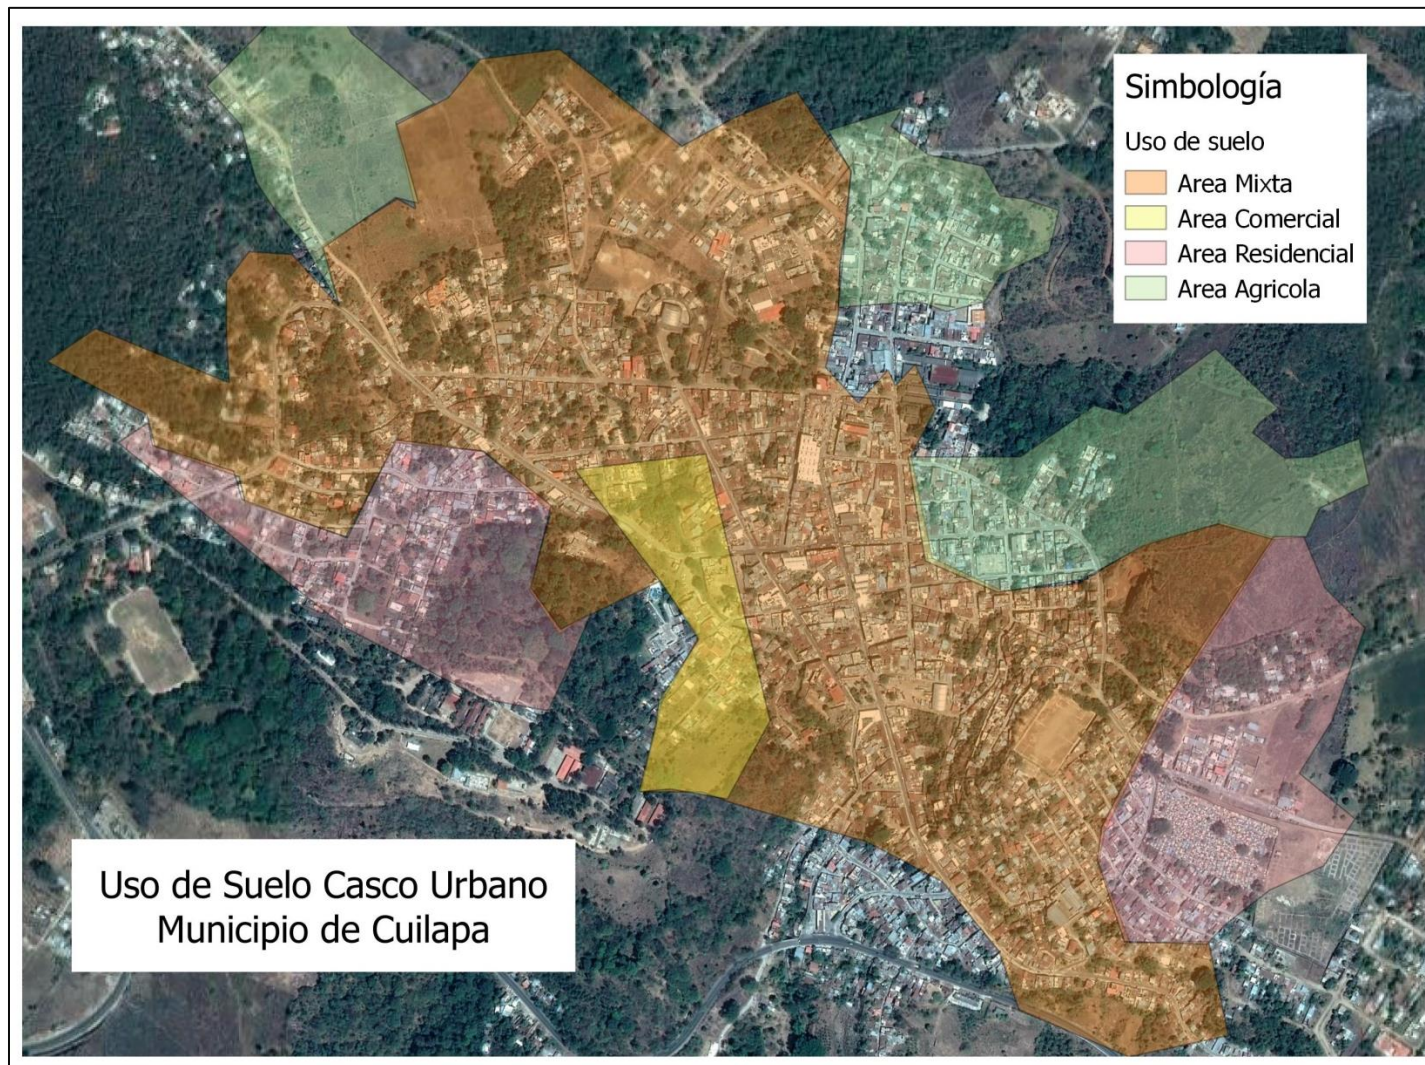 Simbología
Uso de suelo
Area Mixta
Area Comercial
Area Residencial
Area Agricola
Uso de Suelo Casco Urbano
Municipio de Cuilapa